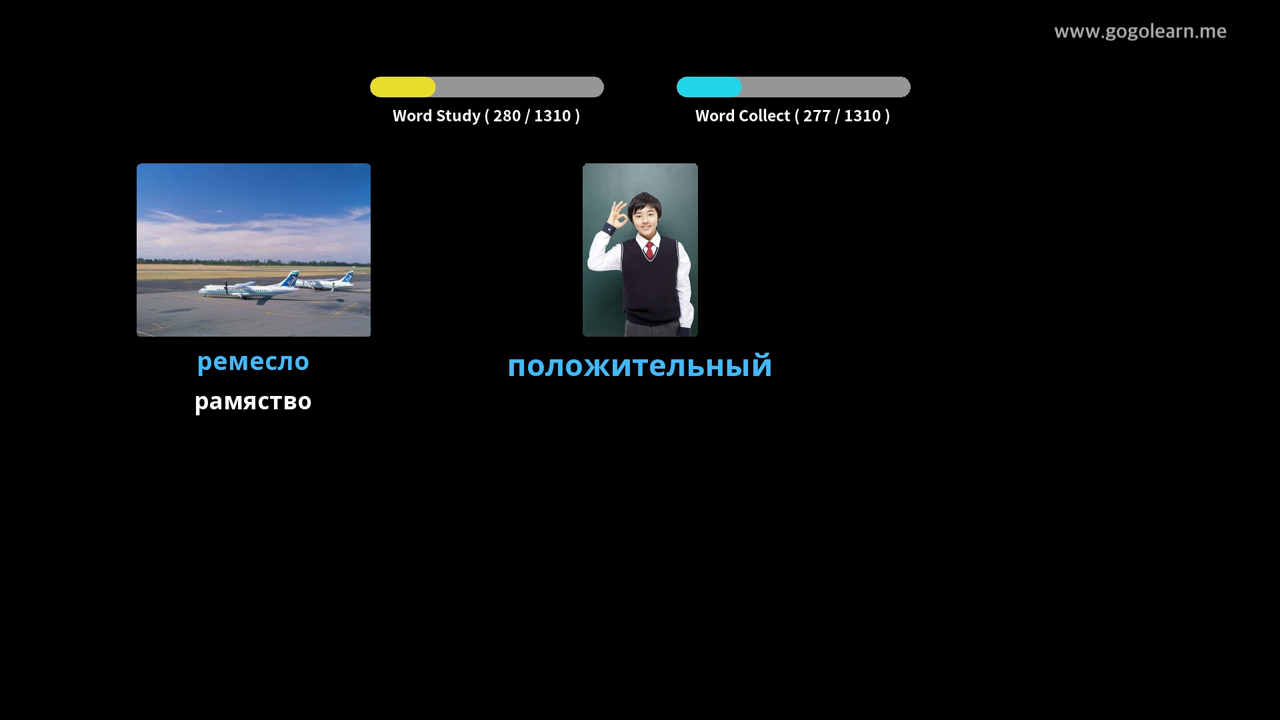 www.gogolearn.me
Word Study ( 280 / 1310 )
Word Collect ( 277 / 1310 )
ремесло
рамяство
положительный